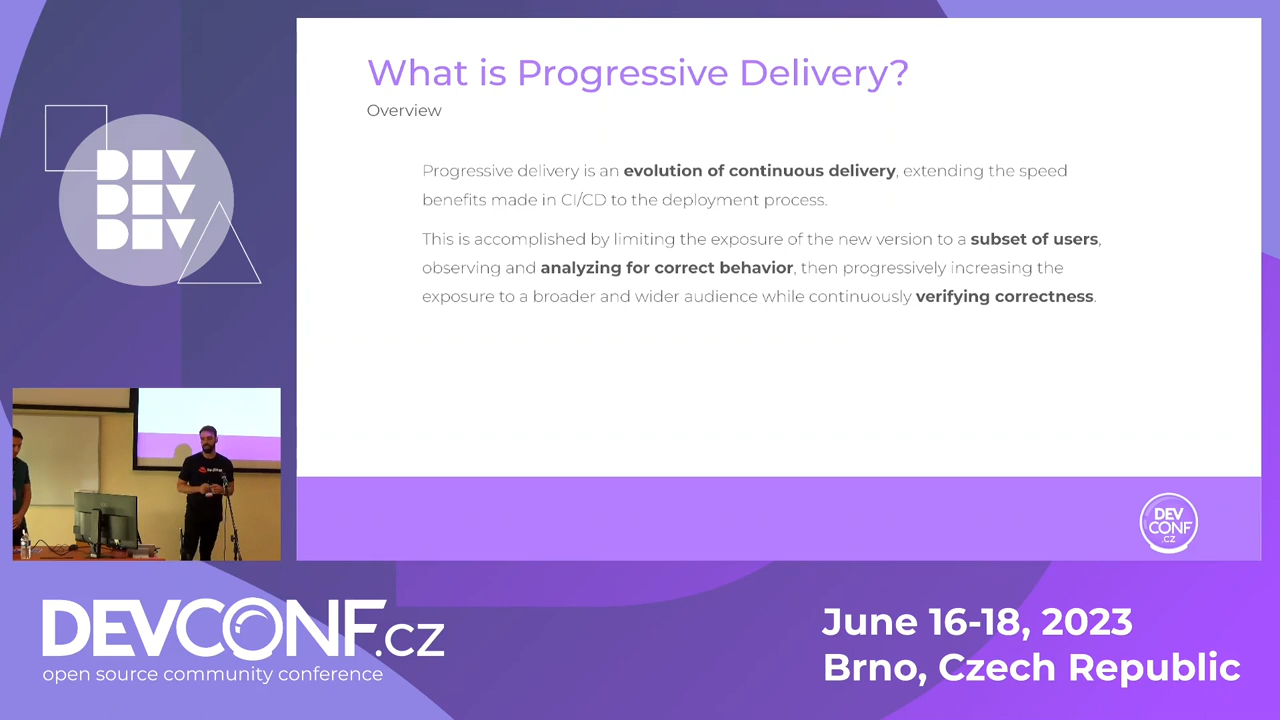 What is Progressive Delivery?
Overview
Progressive delivery is an evolution of continuous delivery, extending the speed
benefits made in CI/CD to the deployment process.
This is accomplished by limiting the exposure of the new version to a subset of users,
observing and analyzing for correct behavior, then progressively increasing the
exposure to a broader and wider audience while continuously verifying correctness.
DEV
DEV
DEV
DEV
CONF
.CZ
DEVCONF.CZ
open source community conference
June 16-18, 2023
Brno, Czech Republic